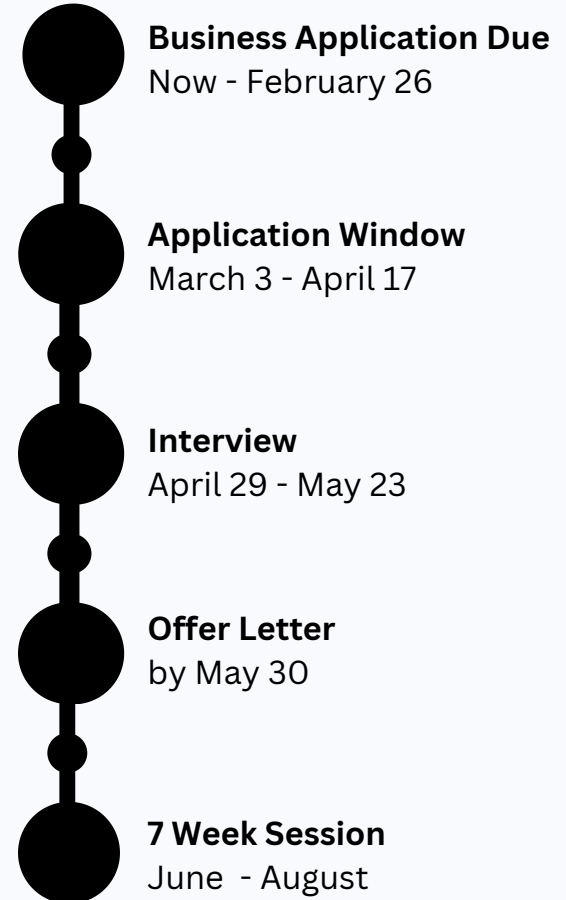 Business Application Due
Now - February 26
Application Window
March 3 - April 17
Interview
April 29 - May 23
Offer Letter
by May 30
7 Week Session
June  - August